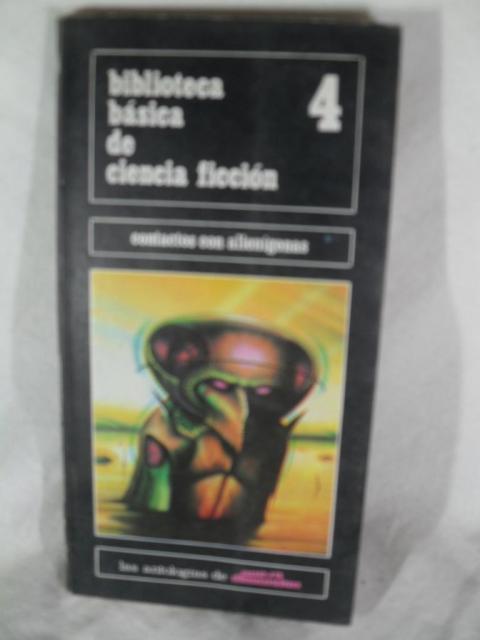 biblioteca
básica
de
ciencia ficción
4
contactos con alienígenas
las antologías de